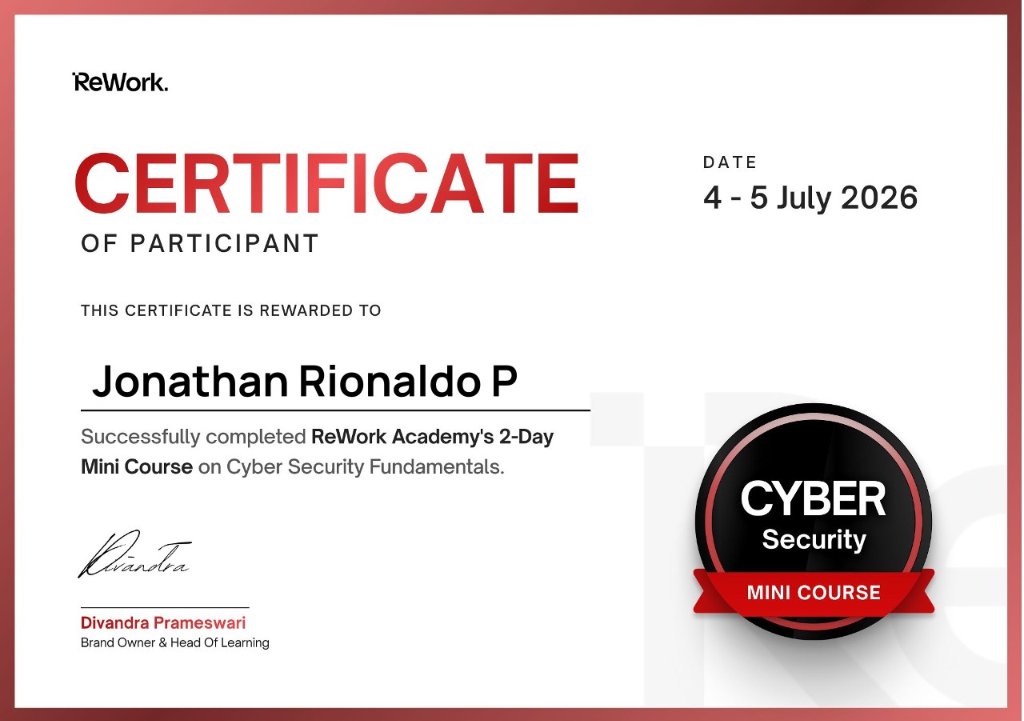 ReWork.
CERTIFICATE
OF PARTICIPANT
DATE
4 - 5 July 2026
THIS CERTIFICATE IS REWARDED TO
Jonathan Rionaldo P
Successfully completed ReWork Academy's 2-Day
Mini Course on Cyber Security Fundamentals.
Divandra
Divandra Prameswari
Brand Owner & Head Of Learning
CYBER
Security
MINI COURSE
Re